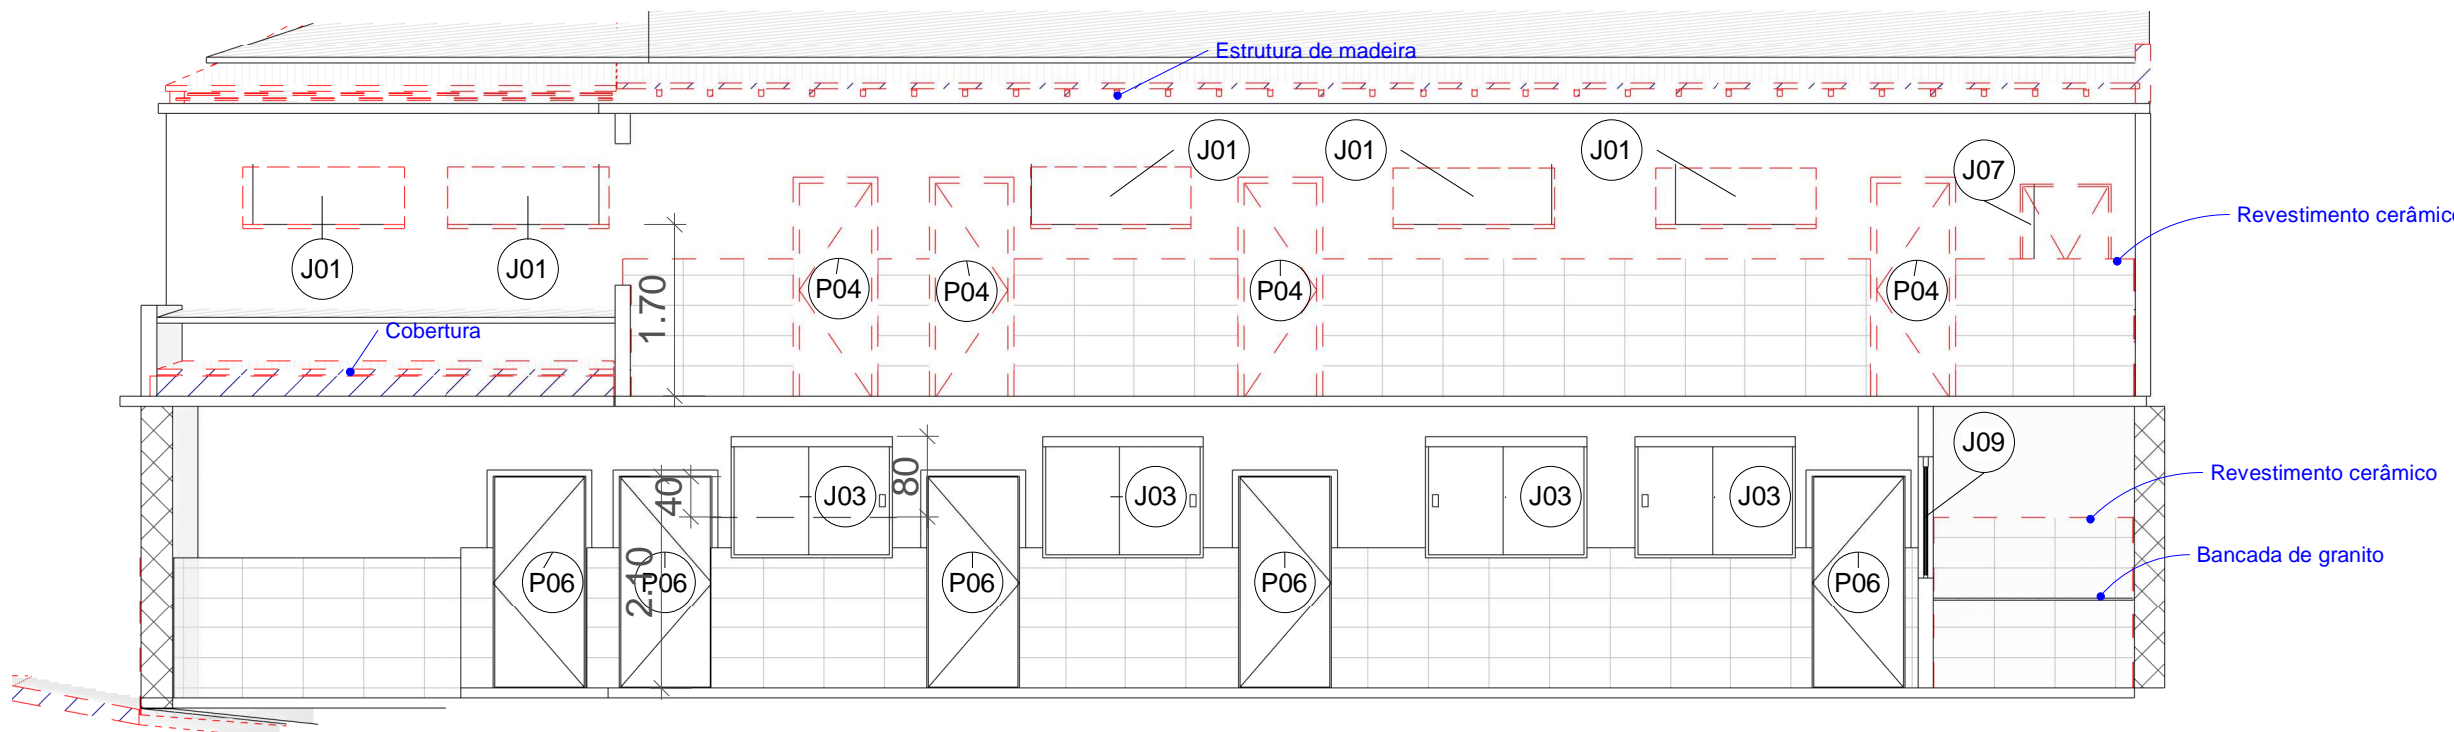 Estrutura de madeira
J01
J01
J01
J07
Revestimento cerâmico
J01
J01
P04
P04
P04
P04
1.70
Cobertura
J09
80
40
J03
J03
J03
J03
Revestimento cerâmico
Bancada de granito
2.10
P06
P06
P06
P06
P06